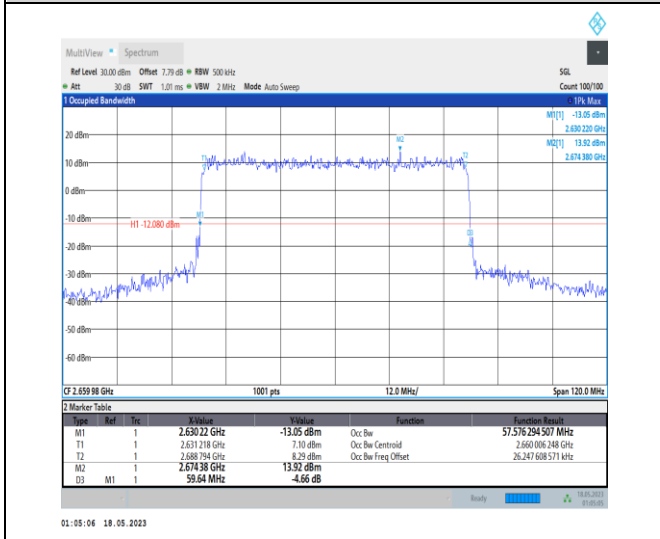 MultiView Spectrum
Ref Level 30.00 dBm Offset 7.79 dB RBW 500 kHz SGL
Att 30 dB SWT 1.01 ms VBW 2 MHz Mode Auto Sweep Count 100/100
1 Occupied Bandwidth 1Pk Max
M1[1] -13.05 dBm
2.630 220 GHz
M2[1] 13.92 dBm
2.674 380 GHz
20 dBm
M2
T1 T2
10 dBm
0 dBm
-10 dBm
M1
H1 -12.080 dBm
D3
-20 dBm
-30 dBm
-40 dBm
-50 dBm
-60 dBm
CF 2.659 98 GHz 1001 pts 12.0 MHz/ Span 120.0 MHz
2 Marker Table
Type Ref Trc X-Value Y-Value Function Function Result
M1 1 2.630 22 GHz -13.05 dBm Occ Bw 57.576 294 507 MHz
T1 1 2.631 218 GHz 7.10 dBm Occ Bw Centroid 2.660 006 248 GHz
T2 1 2.688 794 GHz 8.29 dBm Occ Bw Freq Offset 26.247 608 571 kHz
M2 1 2.674 38 GHz 13.92 dBm
D3 M1 1 59.64 MHz -4.66 dB
Ready 18.05.2023
01:05:05
01:05:06 18.05.2023